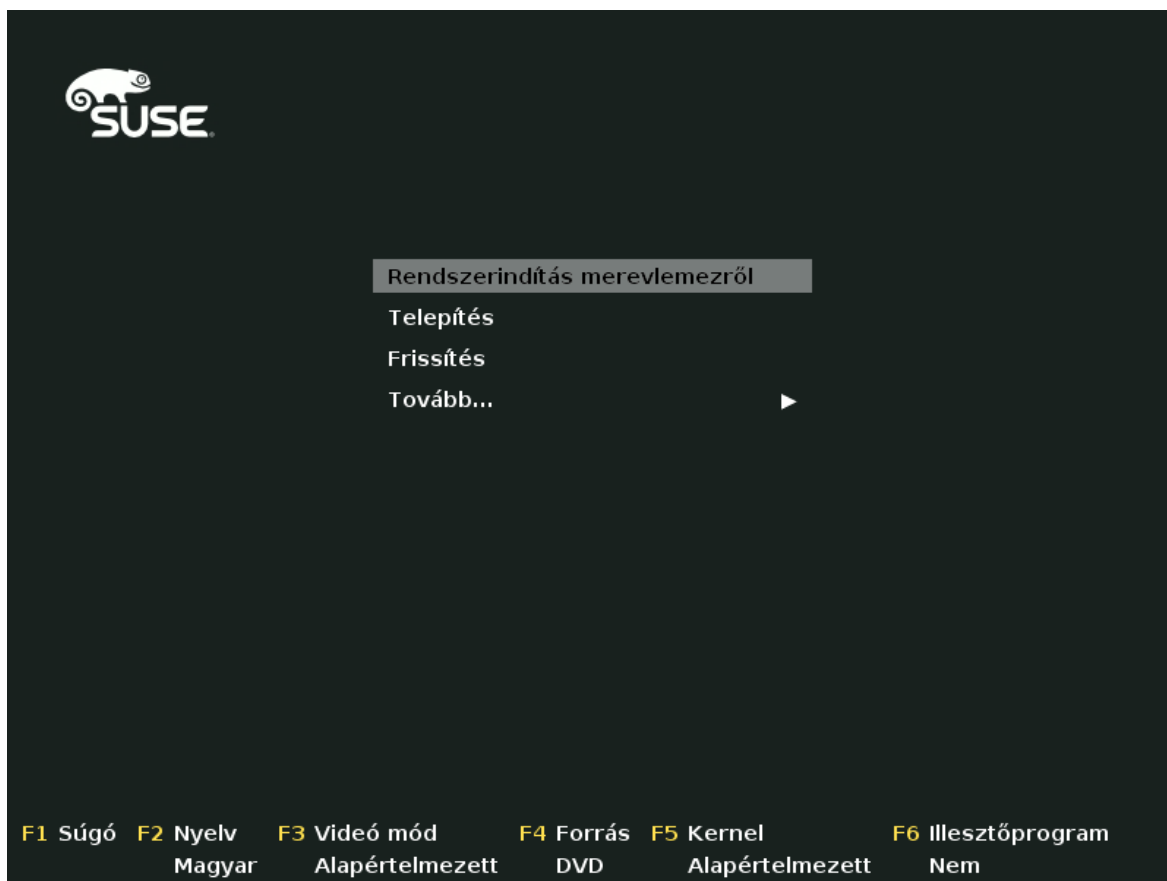 SUSE
Rendszerindítás merevlemezről
Telepítés
Frissítés
Tovább...
F1 Súgó F2 Nyelv F3 Videó mód F4 Forrás F5 Kernel F6 Illesztőprogram
Magyar Alapértelmezett DVD Alapértelmezett Nem